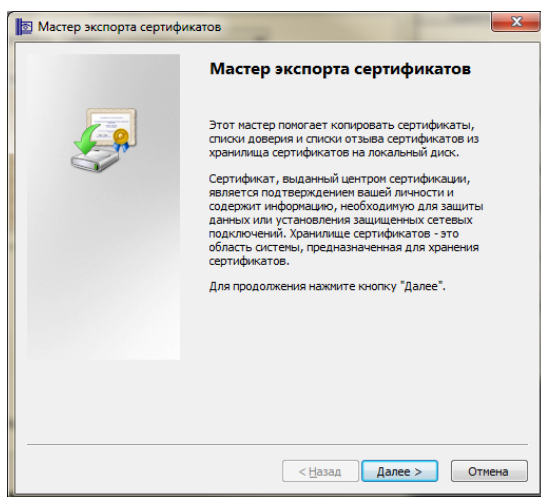 Мастер экспорта сертификатов
Мастер экспорта сертификатов
Этот мастер помогает копировать сертификаты,
списки доверия и списки отзыва сертификатов из
хранилища сертификатов на локальный диск.
Сертификат, выданный центром сертификации,
является подтверждением вашей личности и
содержит информацию, необходимую для защиты
данных или установления защищенных сетевых
подключений. Хранилище сертификатов - это
область системы, предназначенная для хранения
сертификатов.
Для продолжения нажмите кнопку "Далее".
< Назад Далее > Отмена